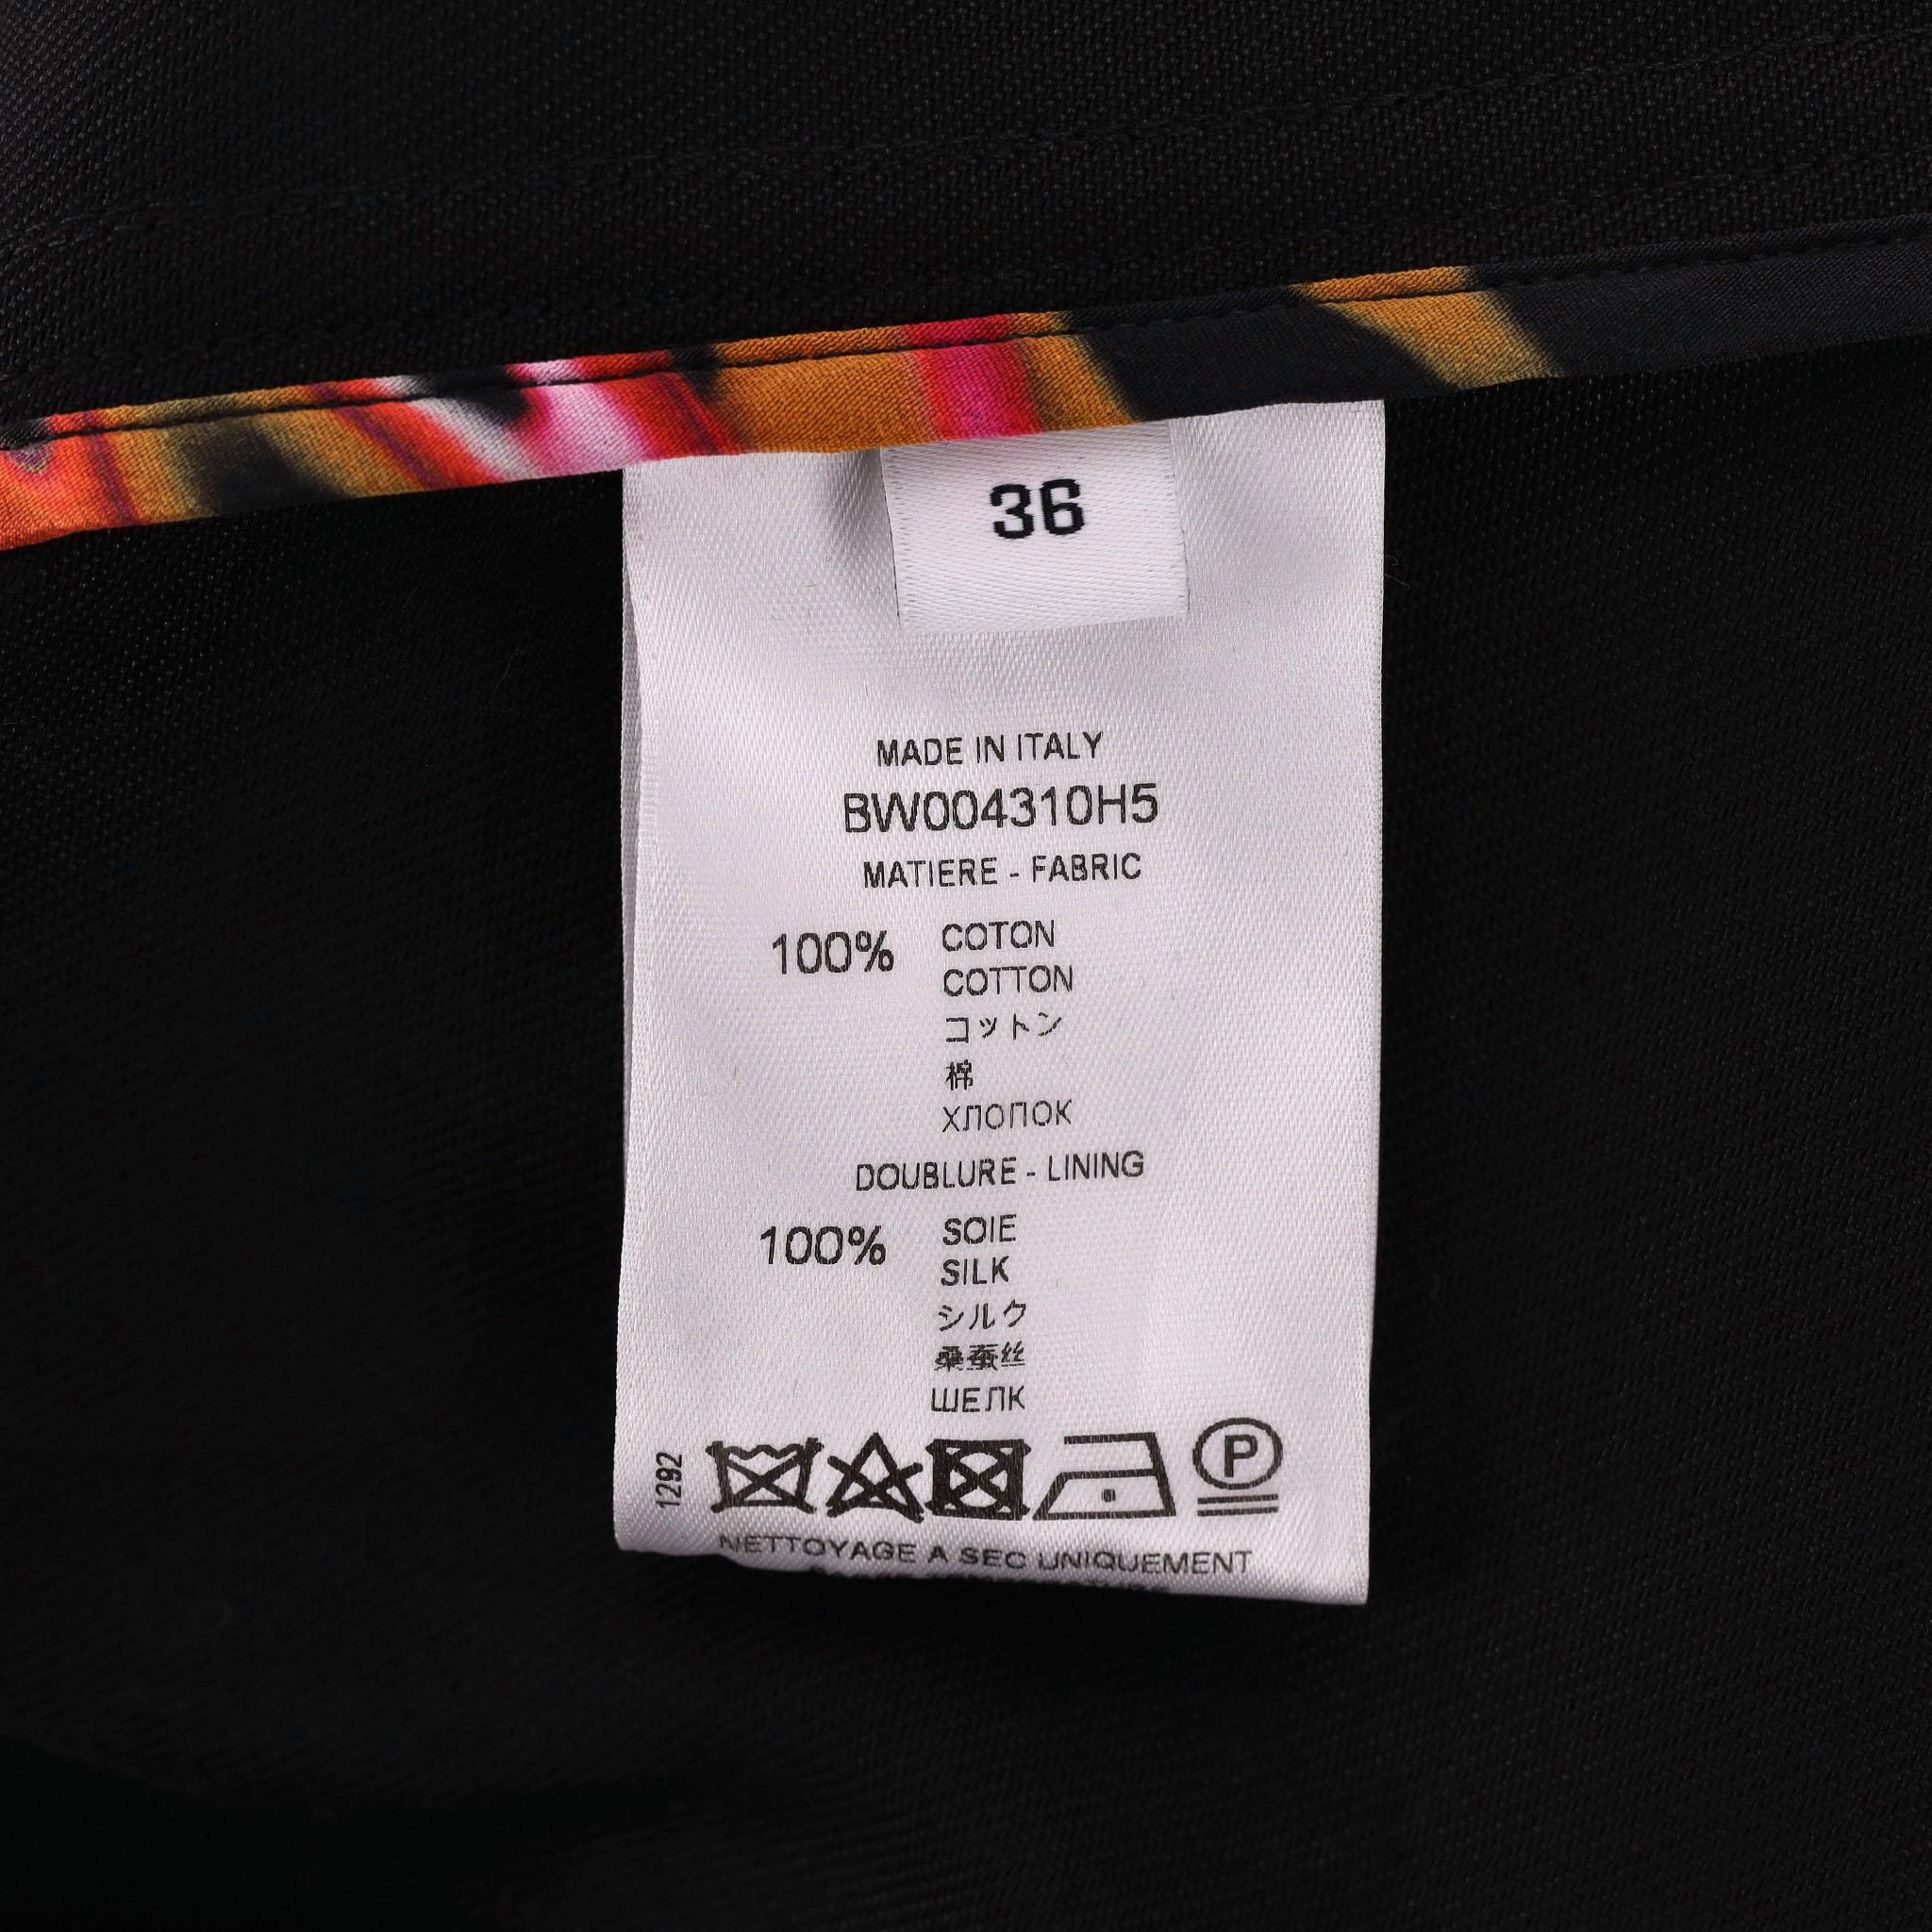 36
MADE IN ITALY
BW004310H5
MATIERE - FABRIC
100% COTON
COTTON
コットン
棉
ХЛОПОК
DOUBLURE - LINING
100% SOIE
SILK
シルク
桑蚕丝
ШЕЛК
1292
P
NETTOYAGE A SEC UNIQUEMENT